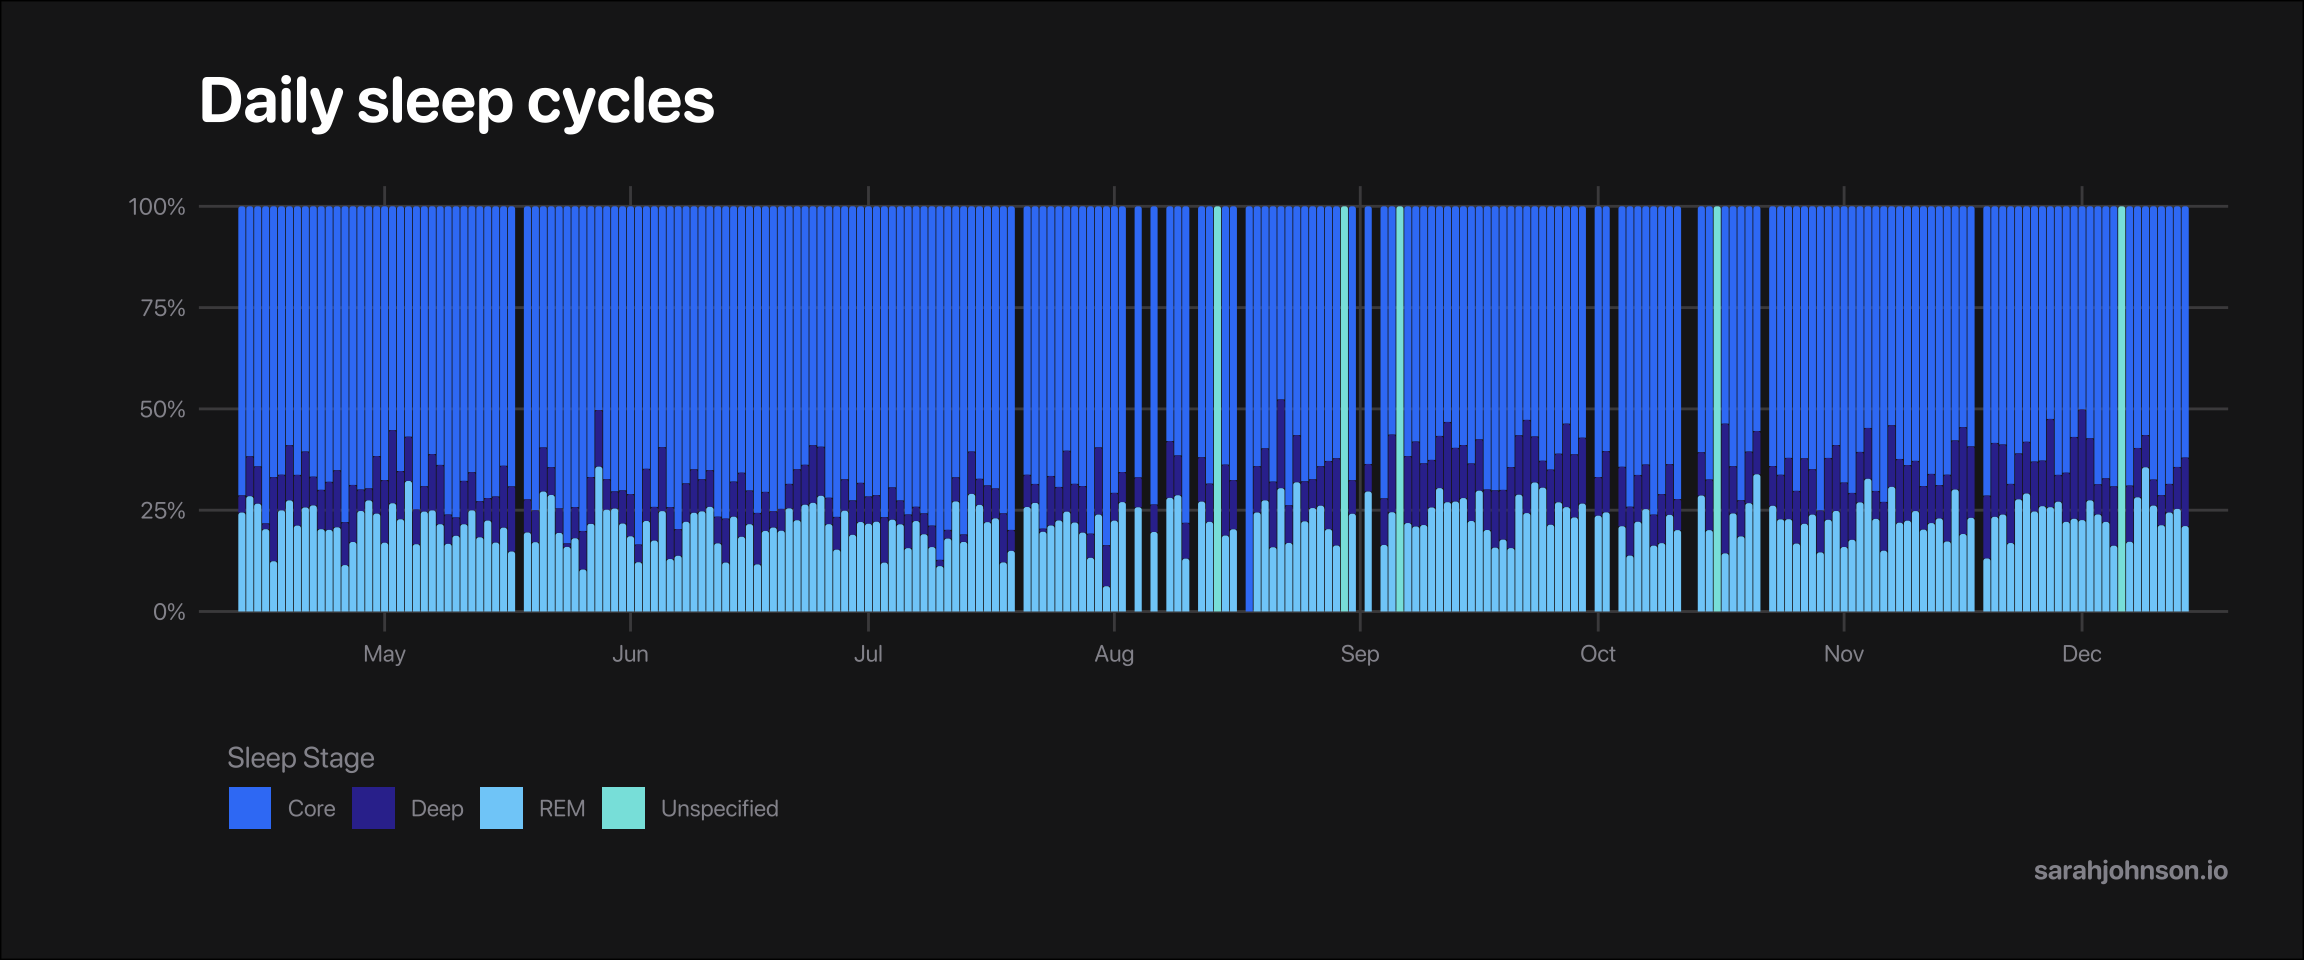 Daily sleep cycles
100%
75%
50%
25%
0%
May Jun Jul Aug Sep Oct Nov Dec
Sleep Stage
Core Deep REM Unspecified
sarahjohnson.io